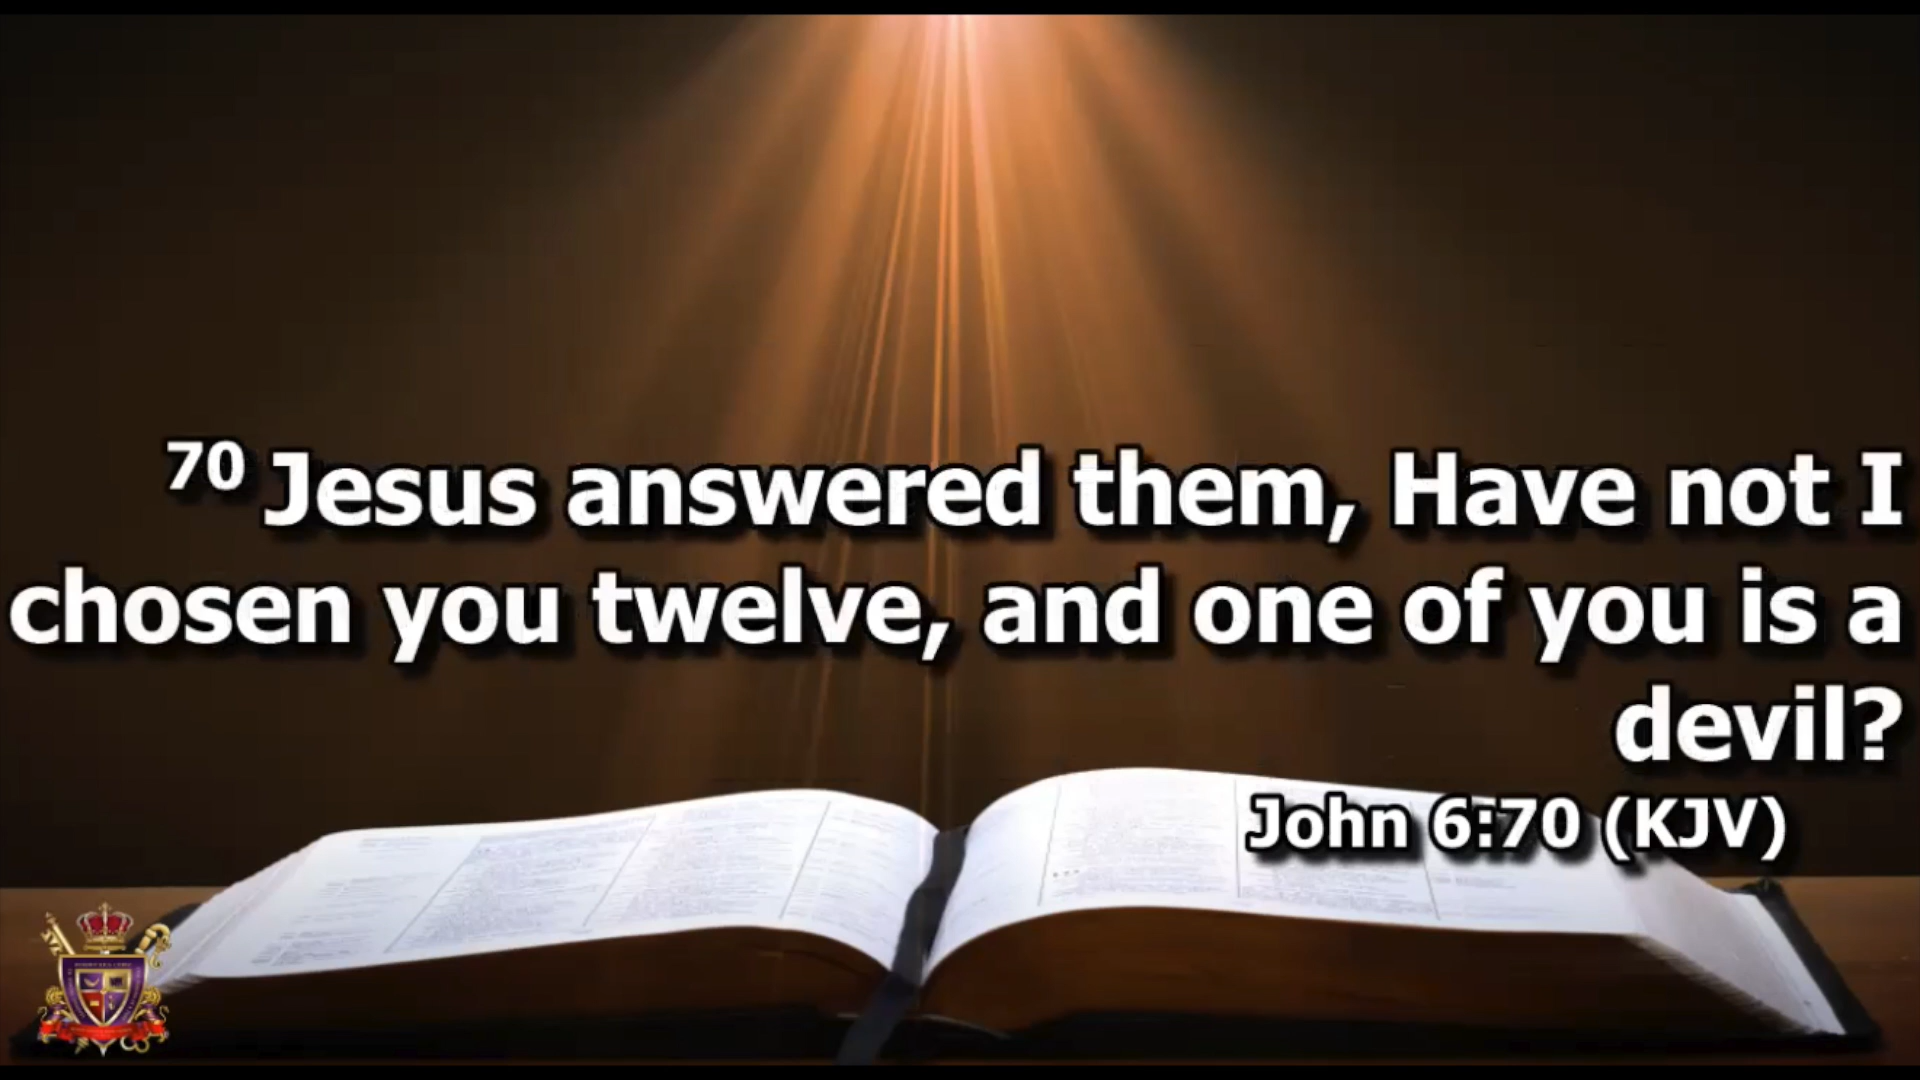 70 Jesus answered them, Have not I
chosen you twelve, and one of you is a
devil?
John 6:70 (KJV)